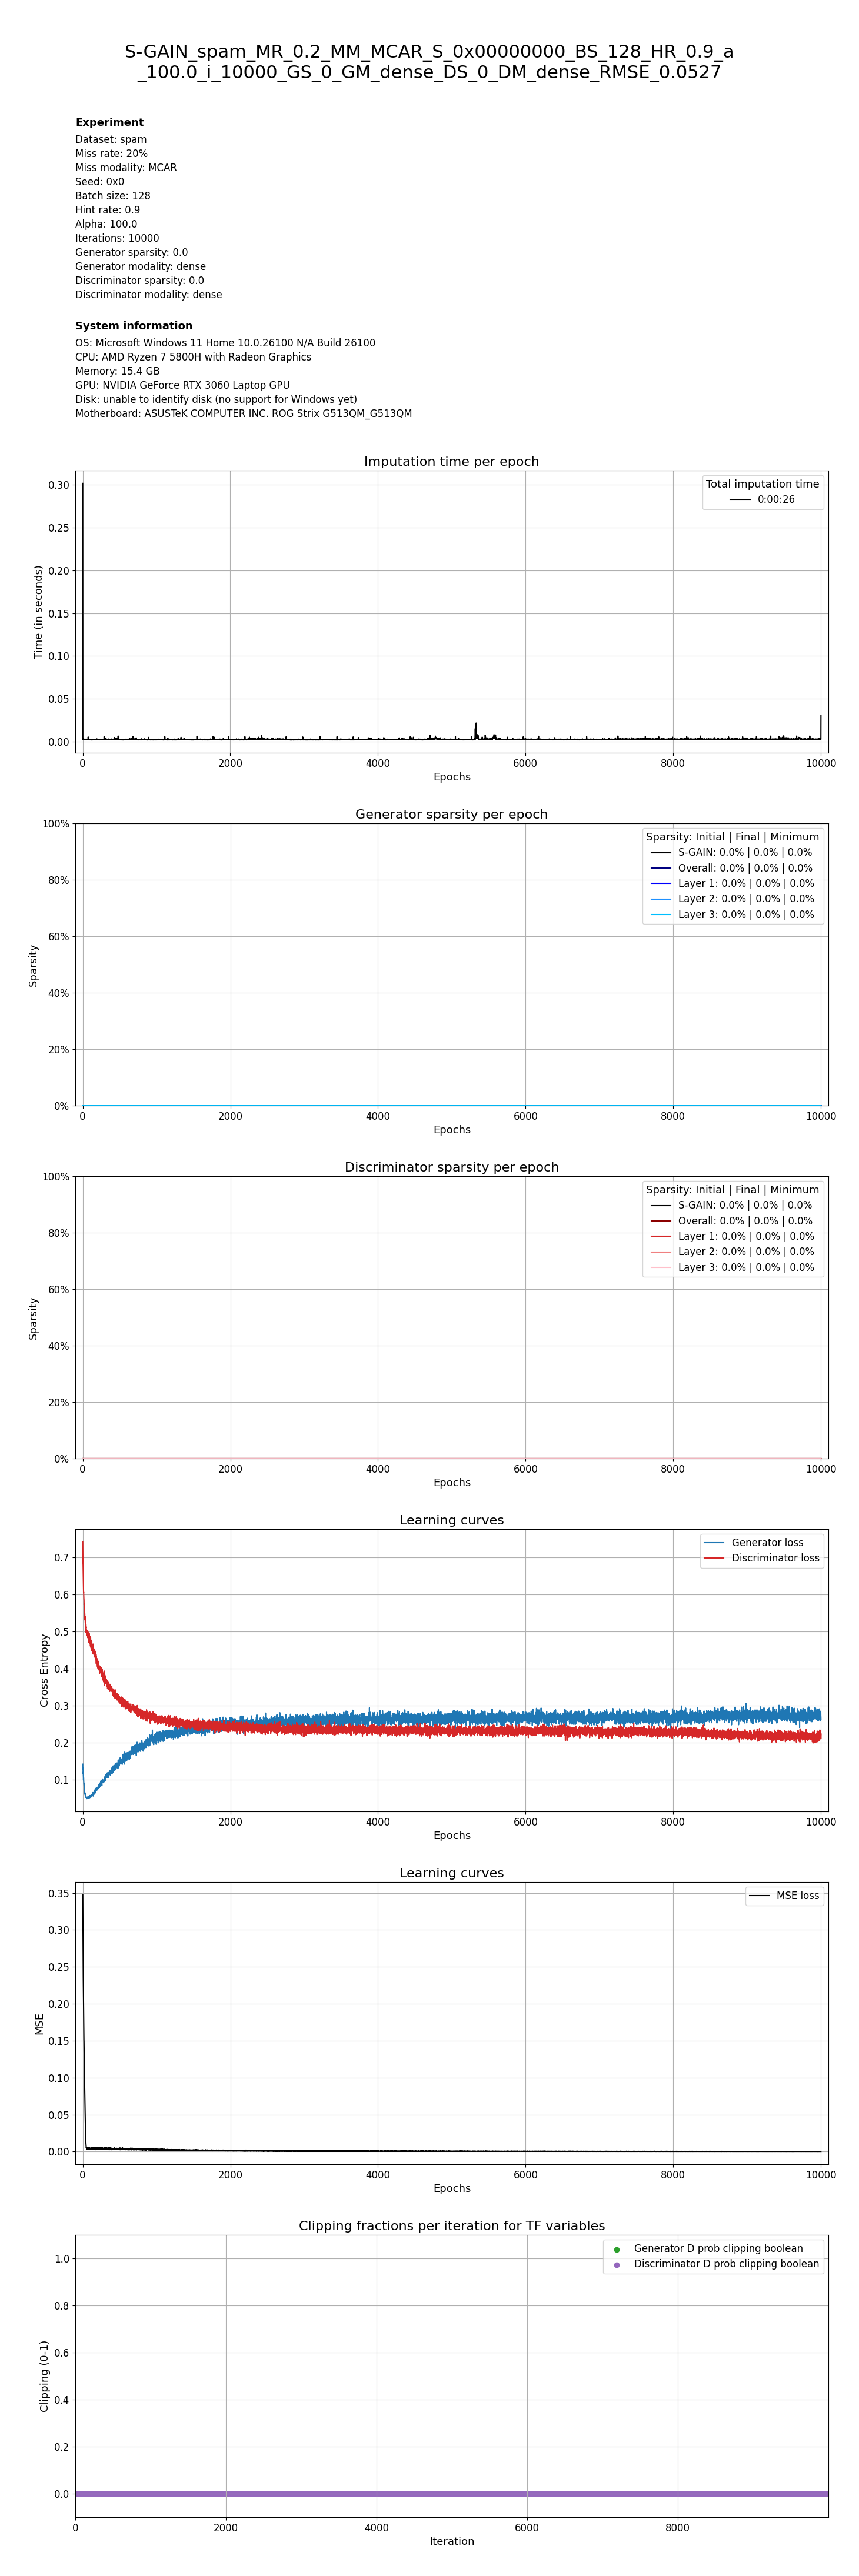 S-GAIN_spam_MR_0.2_MM_MCAR_S_0x00000000_BS_128_HR_0.9_a
_100.0_i_10000_GS_0_GM_dense_DS_0_DM_dense_RMSE_0.0527
Experiment
Dataset: spam
Miss rate: 20%
Miss modality: MCAR
Seed: 0x0
Batch size: 128
Hint rate: 0.9
Alpha: 100.0
Iterations: 10000
Generator sparsity: 0.0
Generator modality: dense
Discriminator sparsity: 0.0
Discriminator modality: dense
System information
OS: Microsoft Windows 11 Home 10.0.26100 N/A Build 26100
CPU: AMD Ryzen 7 5800H with Radeon Graphics
Memory: 15.4 GB
GPU: NVIDIA GeForce RTX 3060 Laptop GPU
Disk: unable to identify disk (no support for Windows yet)
Motherboard: ASUSTeK COMPUTER INC. ROG Strix G513QM_G513QM
Imputation time per epoch
Total imputation time
0:00:26
0.30
0.25
0.20
0.15
0.10
0.05
0.00
Time (in seconds)
0 2000 4000 6000 8000 10000
Epochs
Generator sparsity per epoch
Sparsity: Initial | Final | Minimum
S-GAIN: 0.0% | 0.0% | 0.0%
Overall: 0.0% | 0.0% | 0.0%
Layer 1: 0.0% | 0.0% | 0.0%
Layer 2: 0.0% | 0.0% | 0.0%
Layer 3: 0.0% | 0.0% | 0.0%
100%
80%
60%
40%
20%
0%
Sparsity
0 2000 4000 6000 8000 10000
Epochs
Discriminator sparsity per epoch
Sparsity: Initial | Final | Minimum
S-GAIN: 0.0% | 0.0% | 0.0%
Overall: 0.0% | 0.0% | 0.0%
Layer 1: 0.0% | 0.0% | 0.0%
Layer 2: 0.0% | 0.0% | 0.0%
Layer 3: 0.0% | 0.0% | 0.0%
100%
80%
60%
40%
20%
0%
Sparsity
0 2000 4000 6000 8000 10000
Epochs
Learning curves
Generator loss
Discriminator loss
0.7
0.6
0.5
0.4
0.3
0.2
0.1
Cross Entropy
0 2000 4000 6000 8000 10000
Epochs
Learning curves
MSE loss
0.35
0.30
0.25
0.20
0.15
0.10
0.05
0.00
MSE
0 2000 4000 6000 8000 10000
Epochs
Clipping fractions per iteration for TF variables
Generator D prob clipping boolean
Discriminator D prob clipping boolean
1.0
0.8
0.6
0.4
0.2
0.0
Clipping (0-1)
0 2000 4000 6000 8000
Iteration